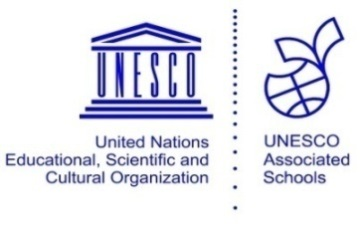 UNESCO
United Nations
Educational, Scientific and
Cultural Organization
UNESCO
Associated
Schools